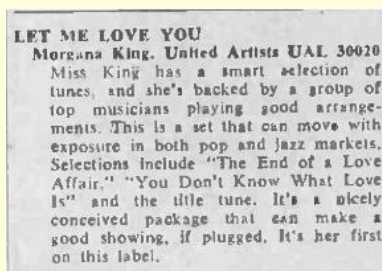 LET ME LOVE YOU
Morgana King. United Artists UAL 30020
Miss King has a smart selection of
tunes, and she's backed by a group of
top musicians playing good arrange-
ments. This is a set that can move with
exposure in both pop and jazz markets.
Selections include "The End of a Love
Affair," "You Don't Know What Love
Is" and the title tune. It's a nicely
conceived package that can make a
good showing, if plugged. It's her first
on this label.